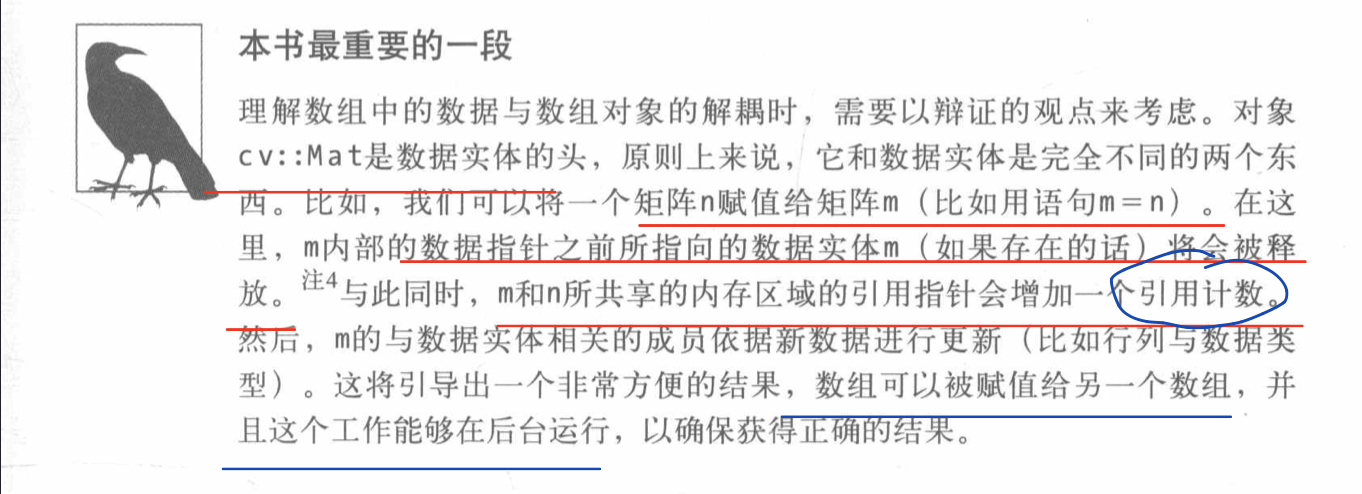 本书最重要的一段
理解数组中的数据与数组对象的解耦时，需要以辩证的观点来考虑。对象
cv::Mat是数据实体的头，原则上来说，它和数据实体是完全不同的两个东
西。比如，我们可以将一个矩阵n赋值给矩阵m（比如用语句m＝n）。在这
里，m内部的数据指针之前所指向的数据实体m（如果存在的话）将会被释
放。注4与此同时，m和n所共享的内存区域的引用指针会增加一个引用计数。
然后，m的与数据实体相关的成员依据新数据进行更新（比如行列与数据类
型）。这将引导出一个非常方便的结果，数组可以被赋值给另一个数组，并
且这个工作能够在后台运行，以确保获得正确的结果。